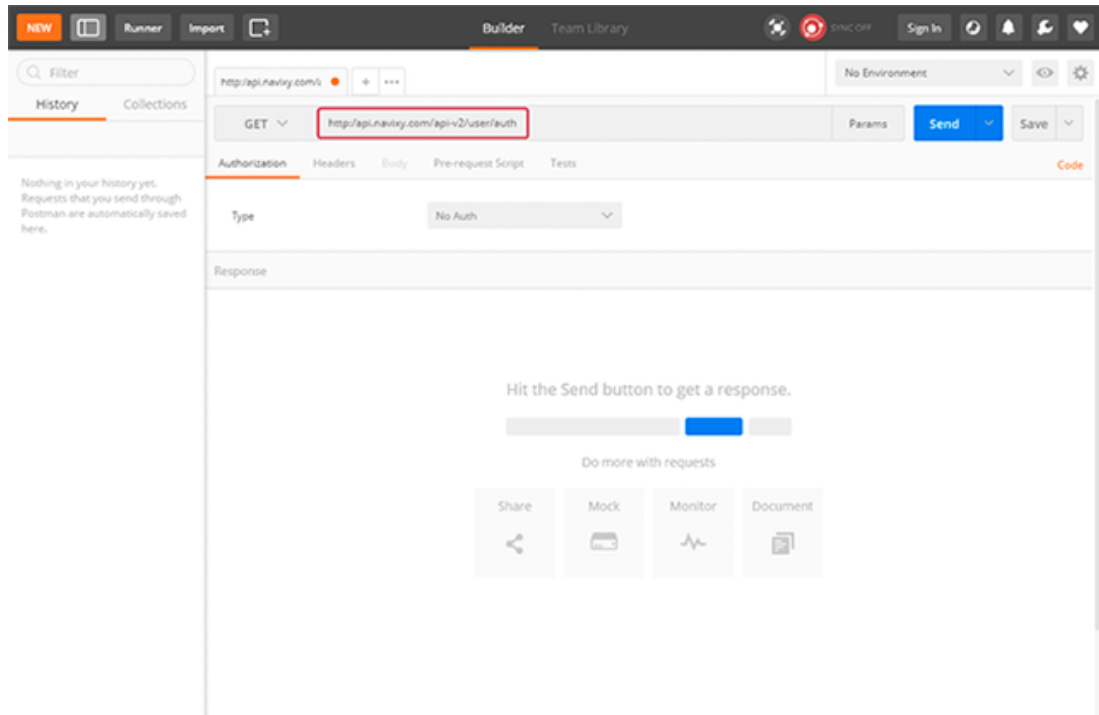 NEW Runner Import Builder Team Library SYNC OFF Sign In
Filter
History Collections
Nothing in your history yet.
Requests that you send through
Postman are automatically saved
here.
http:/api.navixy.com/a + ••• No Environment
GET http:/api.navixy.com/api-v2/user/auth Params Send Save
Authorization Headers Body Pre-request Script Tests Code
Type No Auth
Response
Hit the Send button to get a response.
Do more with requests
Share Mock Monitor Document